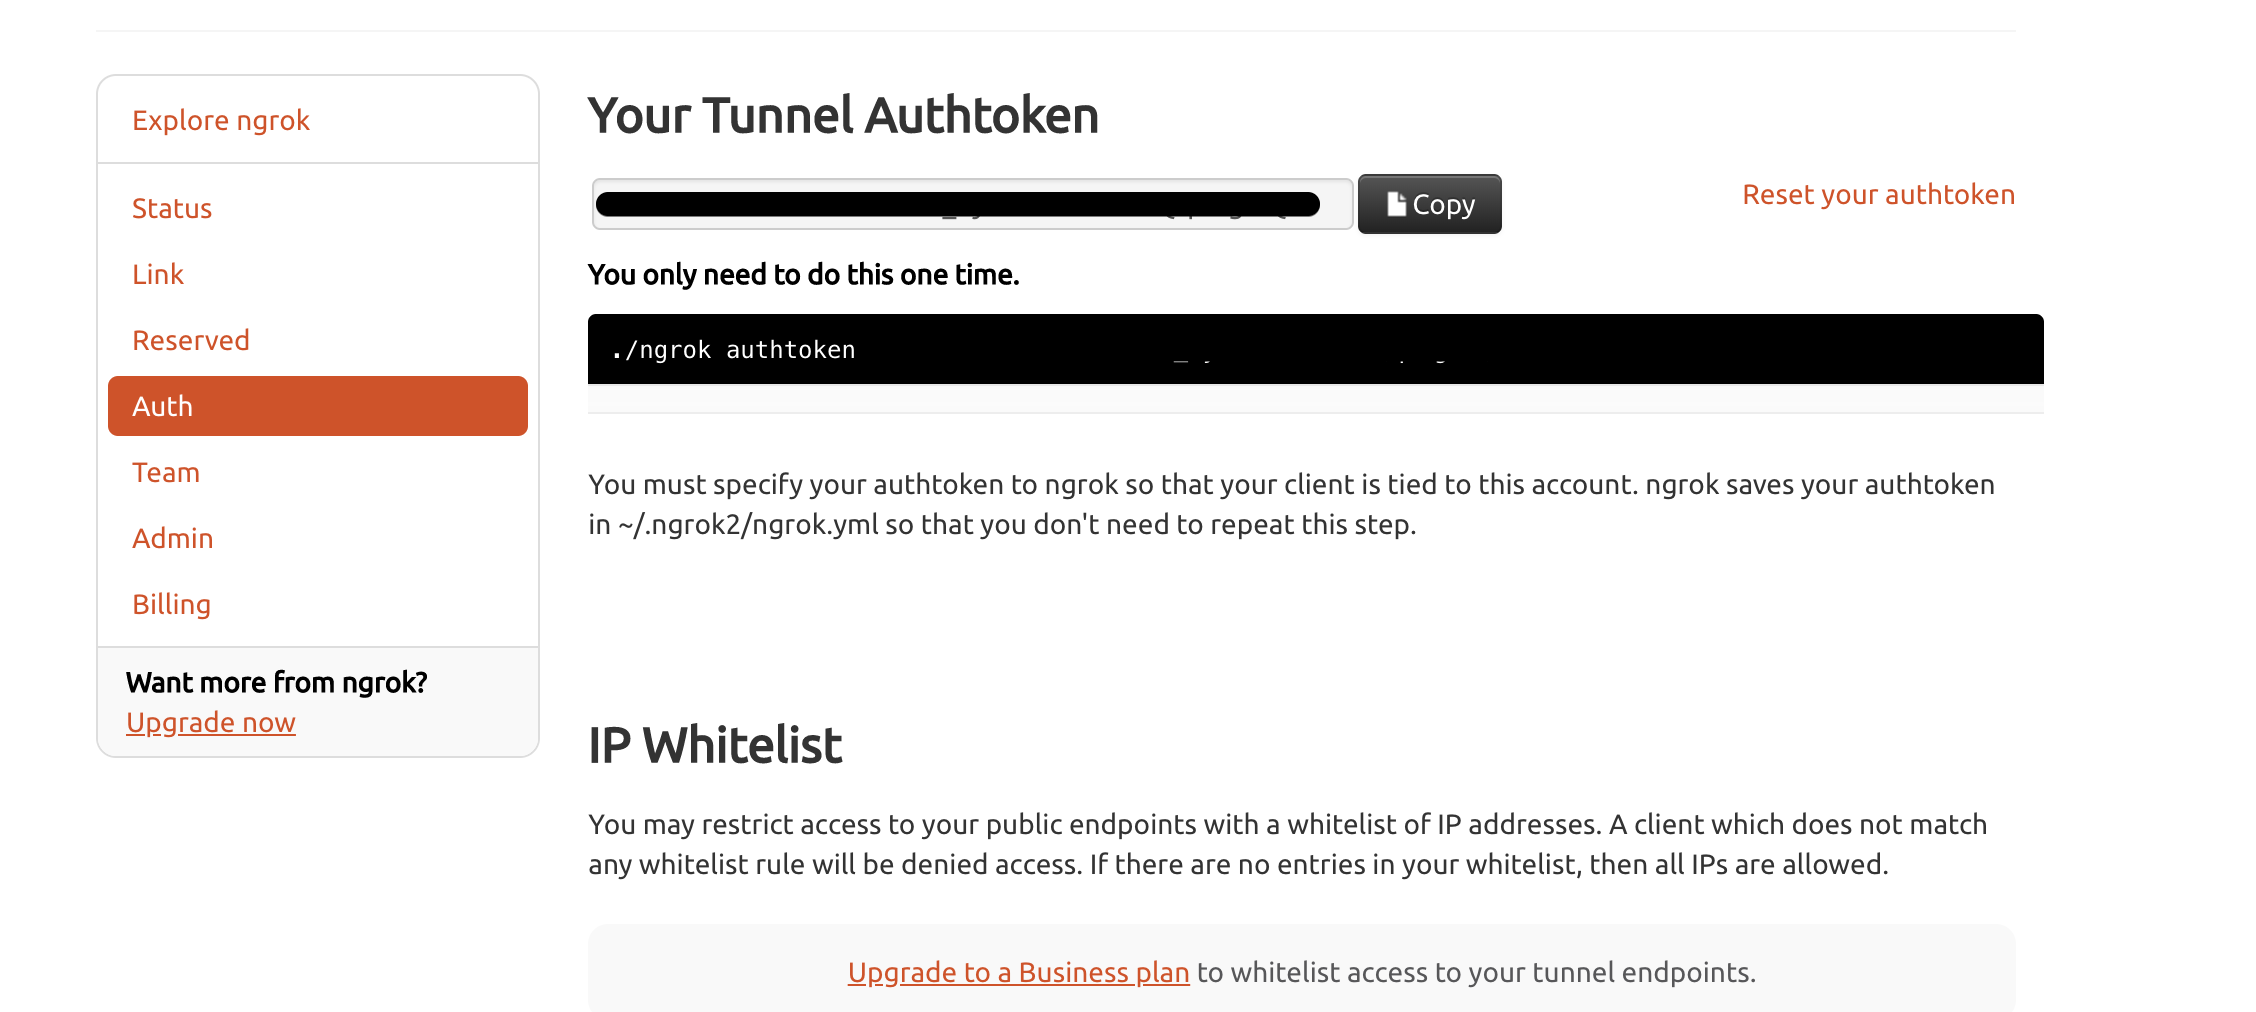 Explore ngrok
Status
Link
Reserved
Auth
Team
Admin
Billing
Want more from ngrok?
Upgrade now
Your Tunnel Authtoken
Copy
Reset your authtoken
You only need to do this one time.
./ngrok authtoken
You must specify your authtoken to ngrok so that your client is tied to this account. ngrok saves your authtoken
in ~/.ngrok2/ngrok.yml so that you don't need to repeat this step.
IP Whitelist
You may restrict access to your public endpoints with a whitelist of IP addresses. A client which does not match
any whitelist rule will be denied access. If there are no entries in your whitelist, then all IPs are allowed.
Upgrade to a Business plan to whitelist access to your tunnel endpoints.